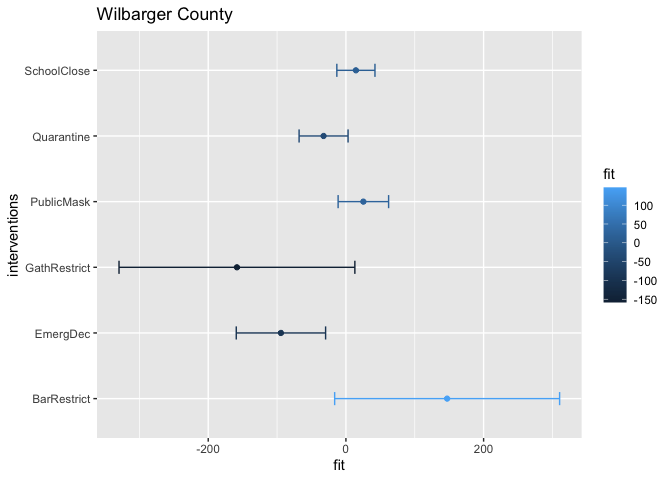 Wilbarger County
SchoolClose
Quarantine
PublicMask
GathRestrict
EmergDec
BarRestrict
interventions
-200
0
200
fit
fit
100
50
0
-50
-100
-150